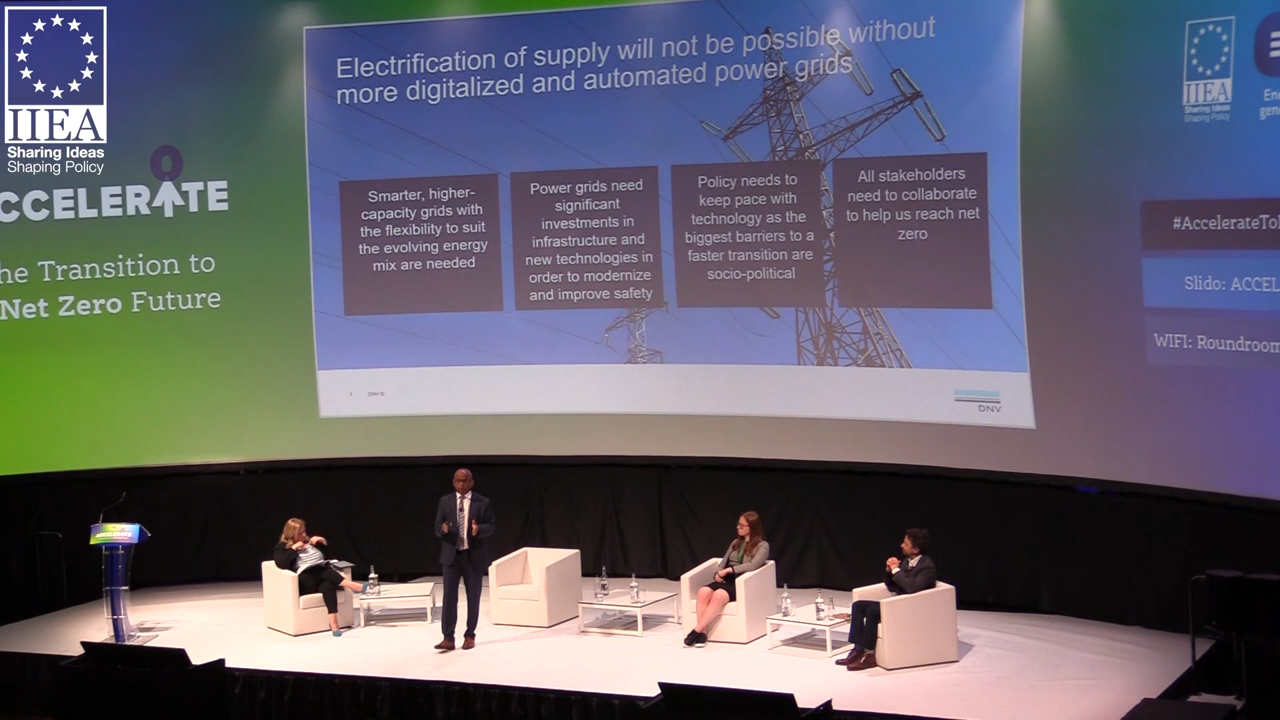 IIEA
Sharing Ideas
Shaping Policy
CCELERATE
he Transition to
Net Zero Future
Electrification of supply will not be possible without
more digitalized and automated power grids
Smarter, higher-
capacity grids with
the flexibility to suit
the evolving energy
mix are needed
Power grids need
significant
investments in
infrastructure and
new technologies in
order to modernize
and improve safety
Policy needs to
keep pace with
technology as the
biggest barriers to a
faster transition are
socio-political
All stakeholders
need to collaborate
to help us reach net
zero
DNV
IIEA
Sharing Ideas
Shaping Policy
#AccelerateTo
Slido: ACCEL
WIFI: Roundroom